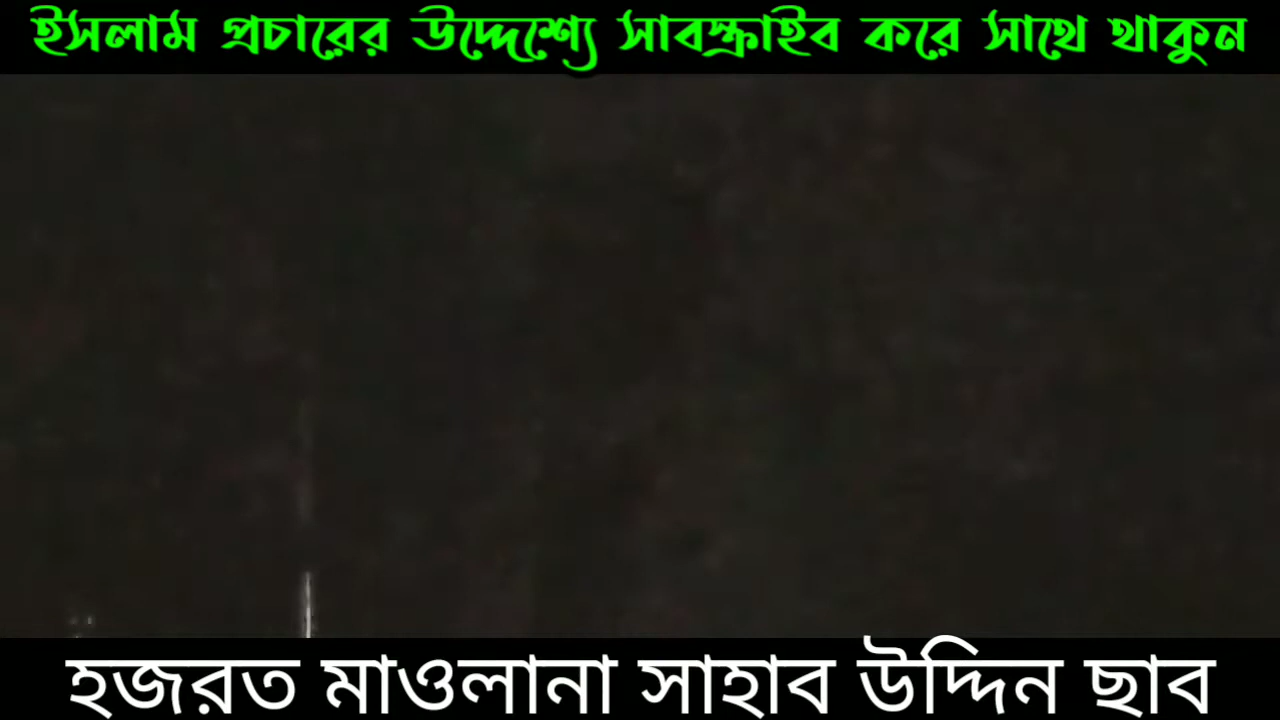 ইসলাম প্রচারের উদ্দেশ্যে সাবস্ক্রাইব করে সাথে থাকুন
হজরত মাওলানা সাহাব উদ্দিন ছাব